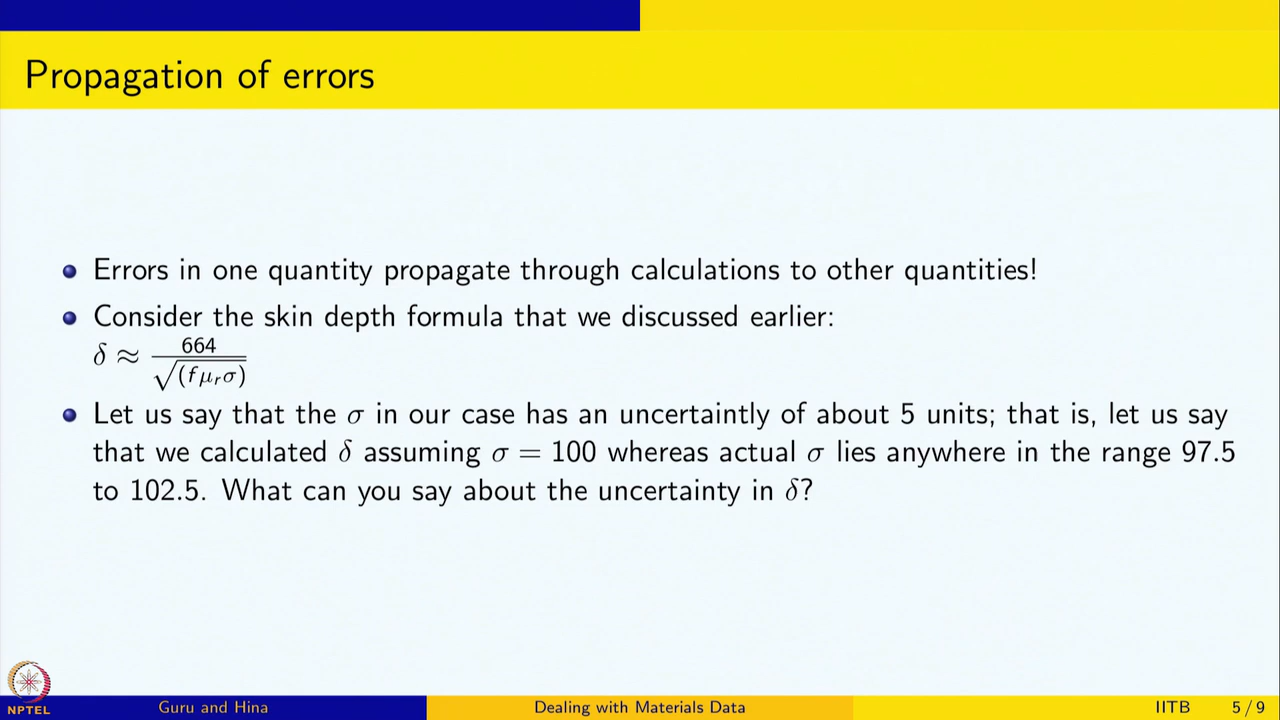 Propagation of errors
Errors in one quantity propagate through calculations to other quantities!
Consider the skin depth formula that we discussed earlier:
δ ≈ 664 / √(fμᵣσ)
Let us say that the σ in our case has an uncertaintly of about 5 units; that is, let us say
that we calculated δ assuming σ = 100 whereas actual σ lies anywhere in the range 97.5
to 102.5. What can you say about the uncertainty in δ?
NPTEL
Guru and Hina
Dealing with Materials Data
IITB 5 / 9